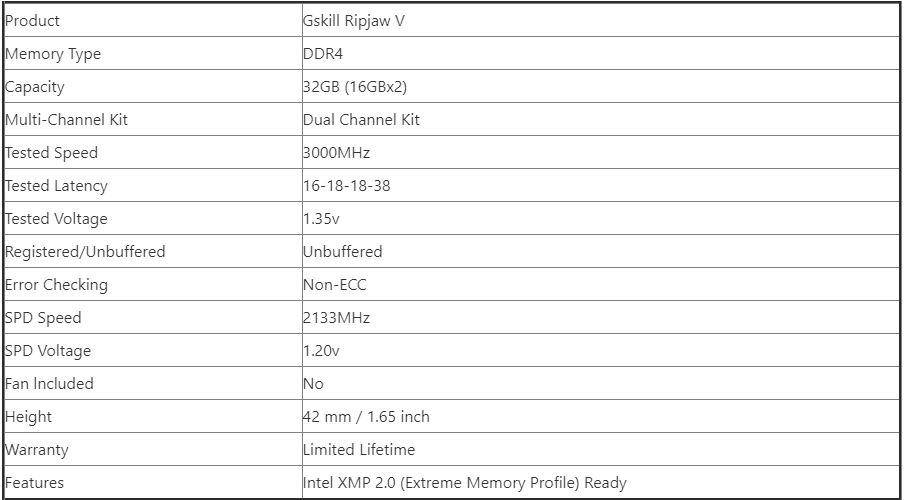 Product Gskill Ripjaw V
Memory Type DDR4
Capacity 32GB (16GBx2)
Multi-Channel Kit Dual Channel Kit
Tested Speed 3000MHz
Tested Latency 16-18-18-38
Tested Voltage 1.35v
Registered/Unbuffered Unbuffered
Error Checking Non-ECC
SPD Speed 2133MHz
SPD Voltage 1.20v
Fan lncluded No
Height 42 mm / 1.65 inch
Warranty Limited Lifetime
Features Intel XMP 2.0 (Extreme Memory Profile) Ready